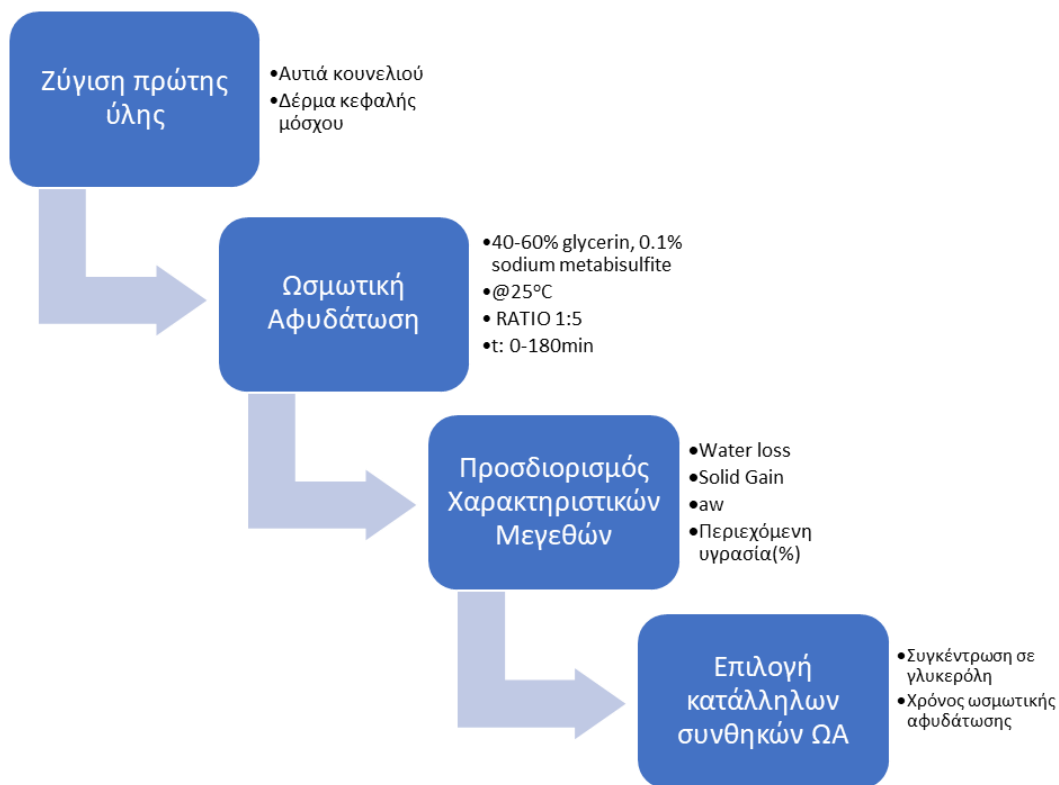 Ζύγιση πρώτης
ύλης
•Αυτιά κουνελιού
•Δέρμα κεφαλής
μόσχου
Ωσμωτική
Αφυδάτωση
•40-60% glycerin, 0.1%
sodium metabisulfite
•@25°C
• RATIO 1:5
•t: 0-180min
Προσδιορισμός
Χαρακτηριστικών
Μεγεθών
•Water loss
•Solid Gain
•aw
•Περιεχόμενη
υγρασία(%)
Επιλογή
κατάλληλων
συνθηκών ΩΑ
•Συγκέντρωση σε
γλυκερόλη
•Χρόνος ωσμωτικής
αφυδάτωσης